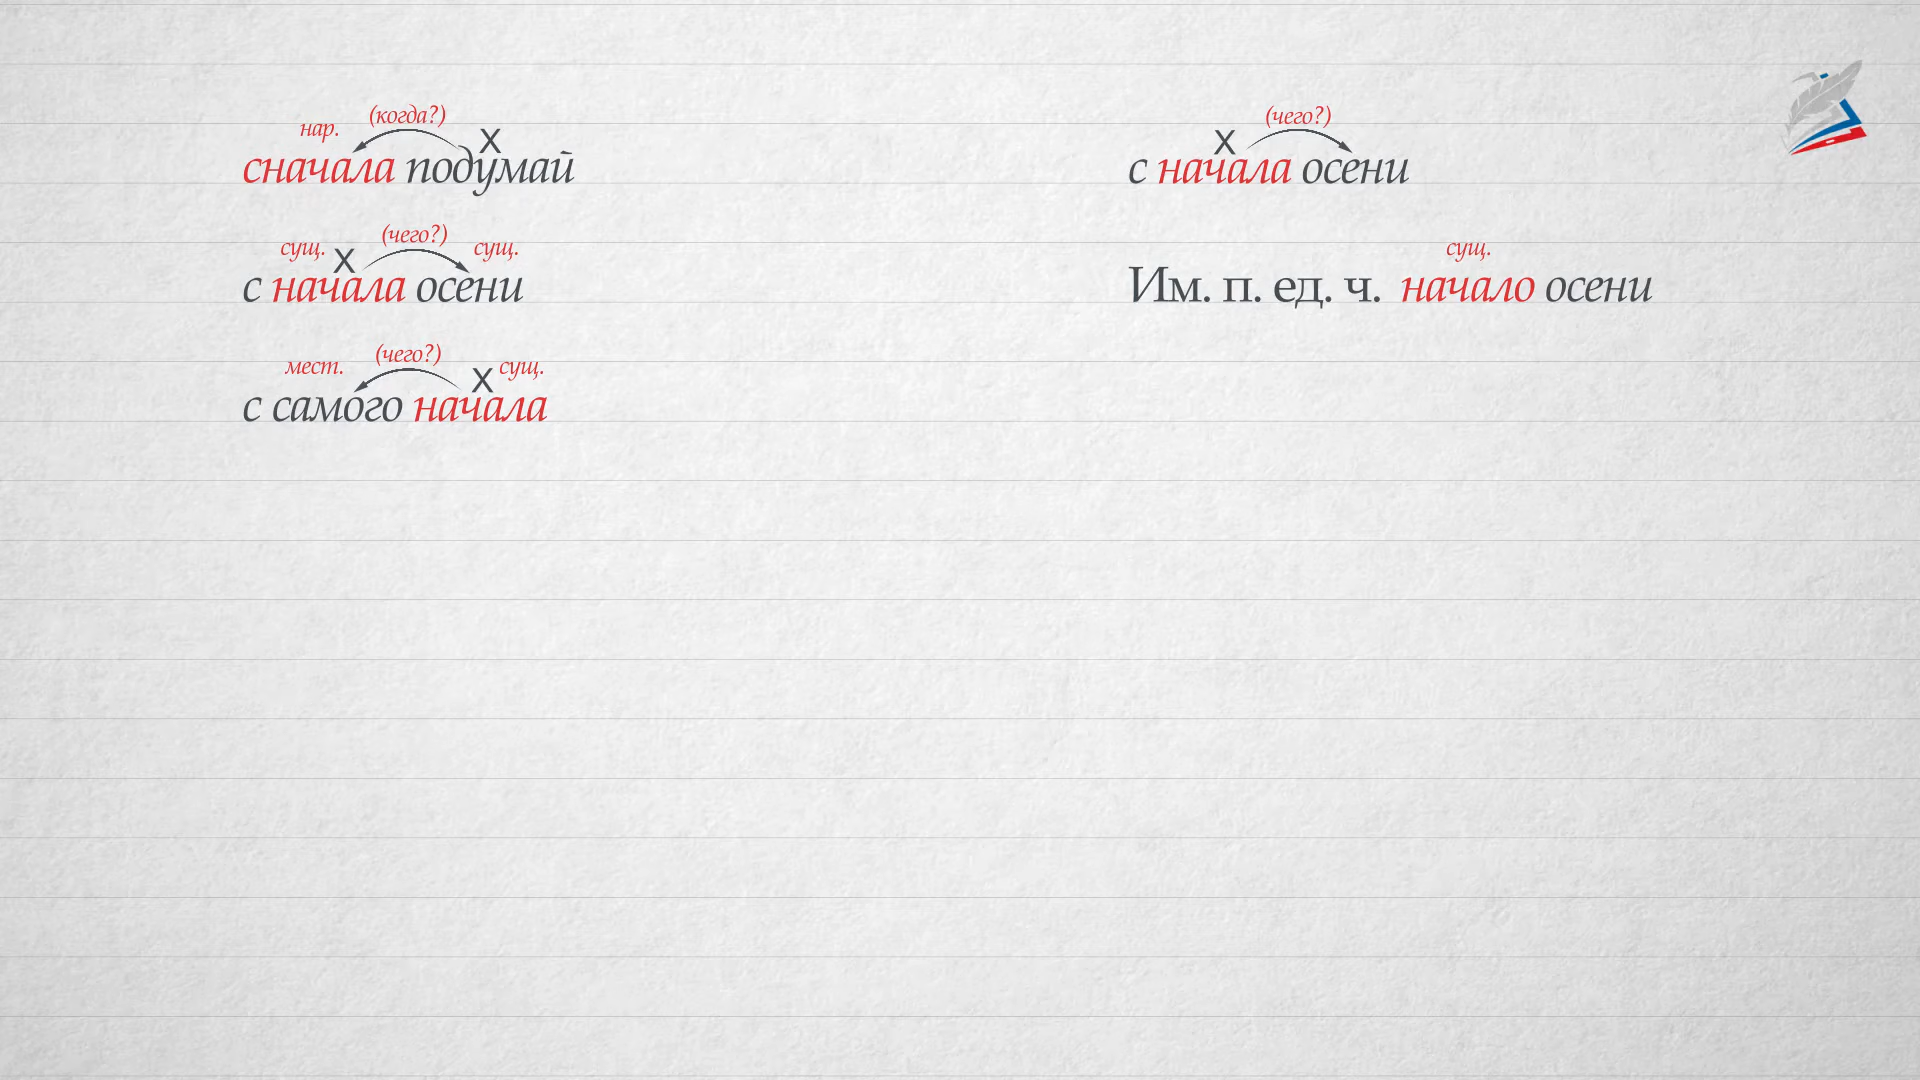 нар. (когда?) х
сначала подумай
сущ. х (чего?) сущ.
с начала осени
мест. (чего?) х сущ.
с самого начала
х (чего?)
с начала осени
сущ.
Им. п. ед. ч. начало осени